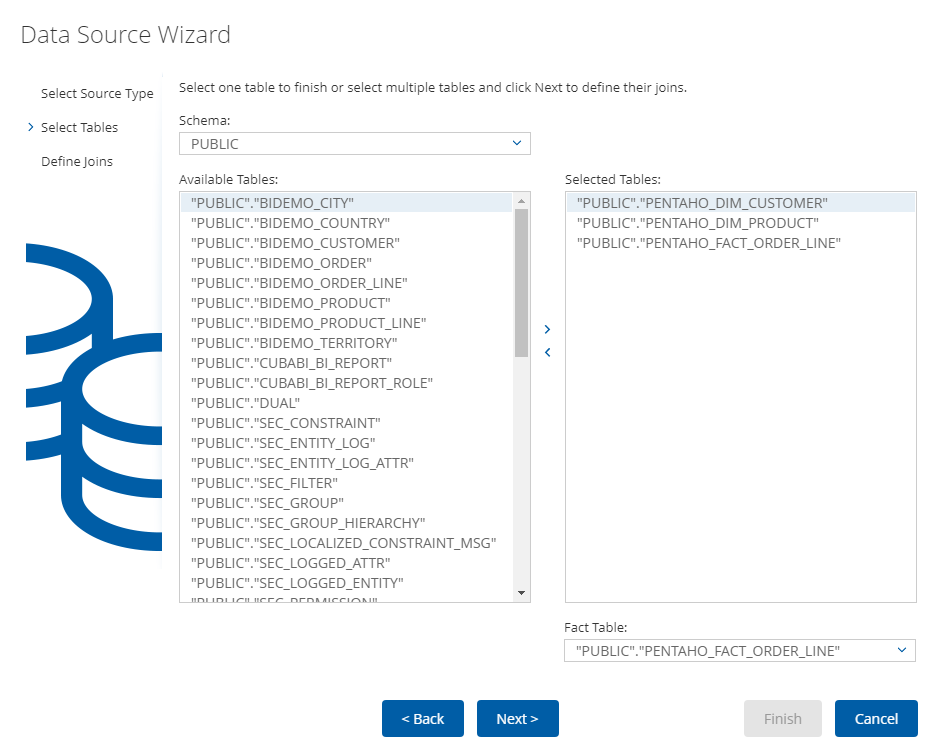 Data Source Wizard
Select Source Type
Select Tables
Define Joins
Select one table to finish or select multiple tables and click Next to define their joins.
Schema:
PUBLIC
Available Tables:
"PUBLIC"."BIDEMO_CITY"
"PUBLIC"."BIDEMO_COUNTRY"
"PUBLIC"."BIDEMO_CUSTOMER"
"PUBLIC"."BIDEMO_ORDER"
"PUBLIC"."BIDEMO_ORDER_LINE"
"PUBLIC"."BIDEMO_PRODUCT"
"PUBLIC"."BIDEMO_PRODUCT_LINE"
"PUBLIC"."BIDEMO_TERRITORY"
"PUBLIC"."CUBABI_BI_REPORT"
"PUBLIC"."CUBABI_BI_REPORT_ROLE"
"PUBLIC"."DUAL"
"PUBLIC"."SEC_CONSTRAINT"
"PUBLIC"."SEC_ENTITY_LOG"
"PUBLIC"."SEC_ENTITY_LOG_ATTR"
"PUBLIC"."SEC_FILTER"
"PUBLIC"."SEC_GROUP"
"PUBLIC"."SEC_GROUP_HIERARCHY"
"PUBLIC"."SEC_LOCALIZED_CONSTRAINT_MSG"
"PUBLIC"."SEC_LOGGED_ATTR"
"PUBLIC"."SEC_LOGGED_ENTITY"
"PUBLIC"."SEC_PERMISSION"
Selected Tables:
"PUBLIC"."PENTAHO_DIM_CUSTOMER"
"PUBLIC"."PENTAHO_DIM_PRODUCT"
"PUBLIC"."PENTAHO_FACT_ORDER_LINE"
Fact Table:
"PUBLIC"."PENTAHO_FACT_ORDER_LINE"
< Back
Next >
Finish
Cancel